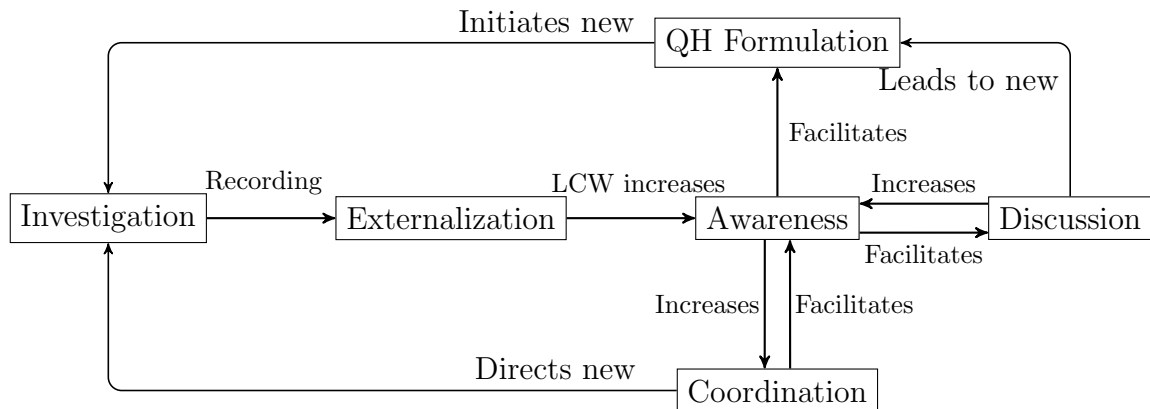 Initiates new
QH Formulation
Leads to new
Facilitates
Recording
LCW increases
Increases
Investigation
Externalization
Awareness
Discussion
Facilitates
Increases
Facilitates
Directs new
Coordination